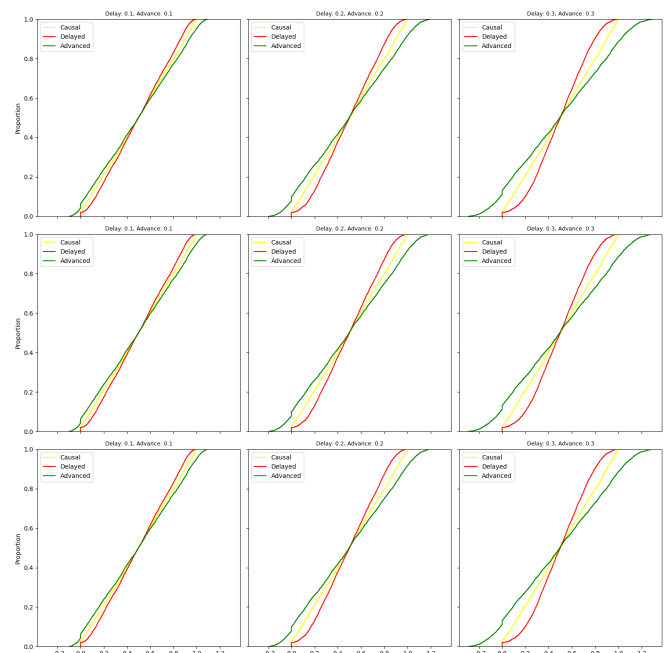 Delay: 0.1, Advance: 0.1
Delay: 0.2, Advance: 0.2
Delay: 0.3, Advance: 0.3
1.0
0.8
0.6
0.4
0.2
0.0
Proportion
Causal
Delayed
Advanced
Causal
Delayed
Advanced
Causal
Delayed
Advanced
Delay: 0.1, Advance: 0.1
Delay: 0.2, Advance: 0.2
Delay: 0.3, Advance: 0.3
1.0
0.8
0.6
0.4
0.2
0.0
Proportion
Causal
Delayed
Advanced
Causal
Delayed
Advanced
Causal
Delayed
Advanced
Delay: 0.1, Advance: 0.1
Delay: 0.2, Advance: 0.2
Delay: 0.3, Advance: 0.3
1.0
0.8
0.6
0.4
0.2
0.0
Proportion
Causal
Delayed
Advanced
Causal
Delayed
Advanced
Causal
Delayed
Advanced